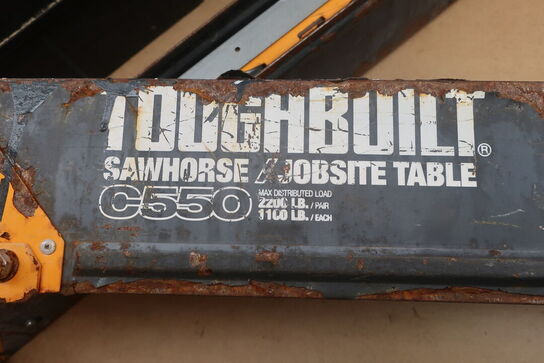 TOUGHBUILT®
SAWHORSE / JOBSITE TABLE
C550 MAX DISTRIBUTED LOAD
2200 LB. / PAIR
1100 LB. / EACH